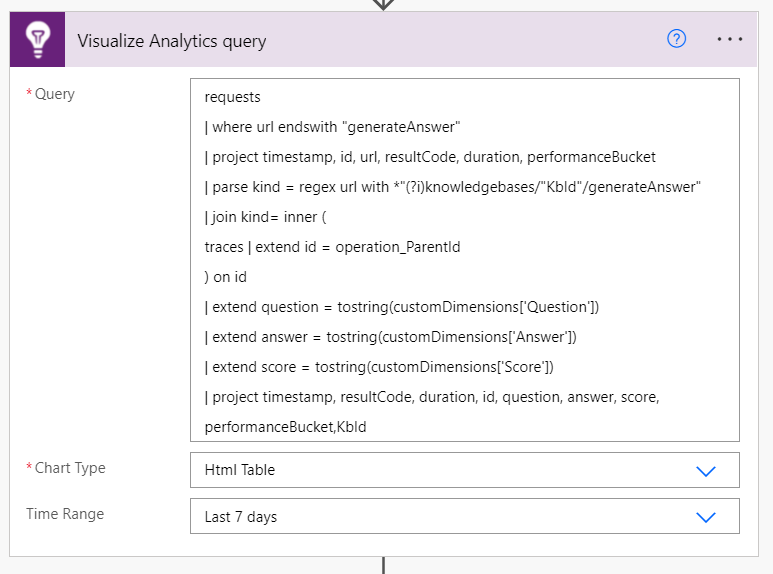 Visualize Analytics query
?
...
* Query
requests
| where url endswith "generateAnswer"
| project timestamp, id, url, resultCode, duration, performanceBucket
| parse kind = regex url with *"(?i)knowledgebases/"KbId"/generateAnswer"
| join kind= inner (
traces | extend id = operation_ParentId
) on id
| extend question = tostring(customDimensions['Question'])
| extend answer = tostring(customDimensions['Answer'])
| extend score = tostring(customDimensions['Score'])
| project timestamp, resultCode, duration, id, question, answer, score,
performanceBucket,KbId
* Chart Type
Html Table
Time Range
Last 7 days